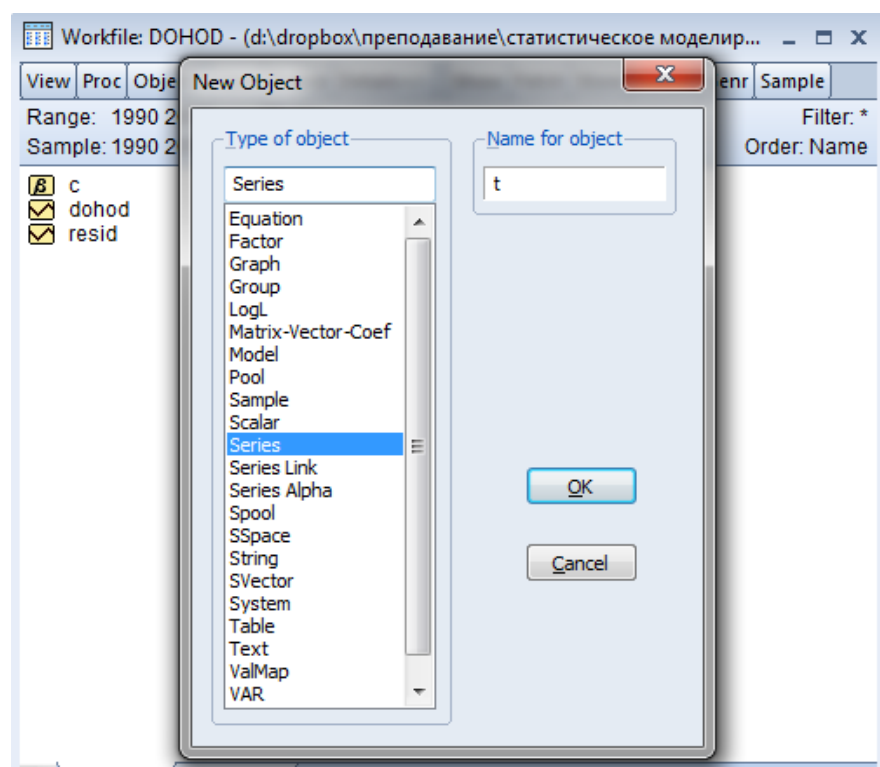 Workfile: DOHOD - (d:\dropbox\преподавание\статистическое моделир...
View Proc Obje enr Sample
Range: 1990 2 Filter: *
Sample: 1990 2 Order: Name
c
dohod
resid
New Object
Type of object
Series
Equation
Factor
Graph
Group
LogL
Matrix-Vector-Coef
Model
Pool
Sample
Scalar
Series
Series Link
Series Alpha
Spool
SSpace
String
SVector
System
Table
Text
ValMap
VAR
Name for object
t
OK
Cancel